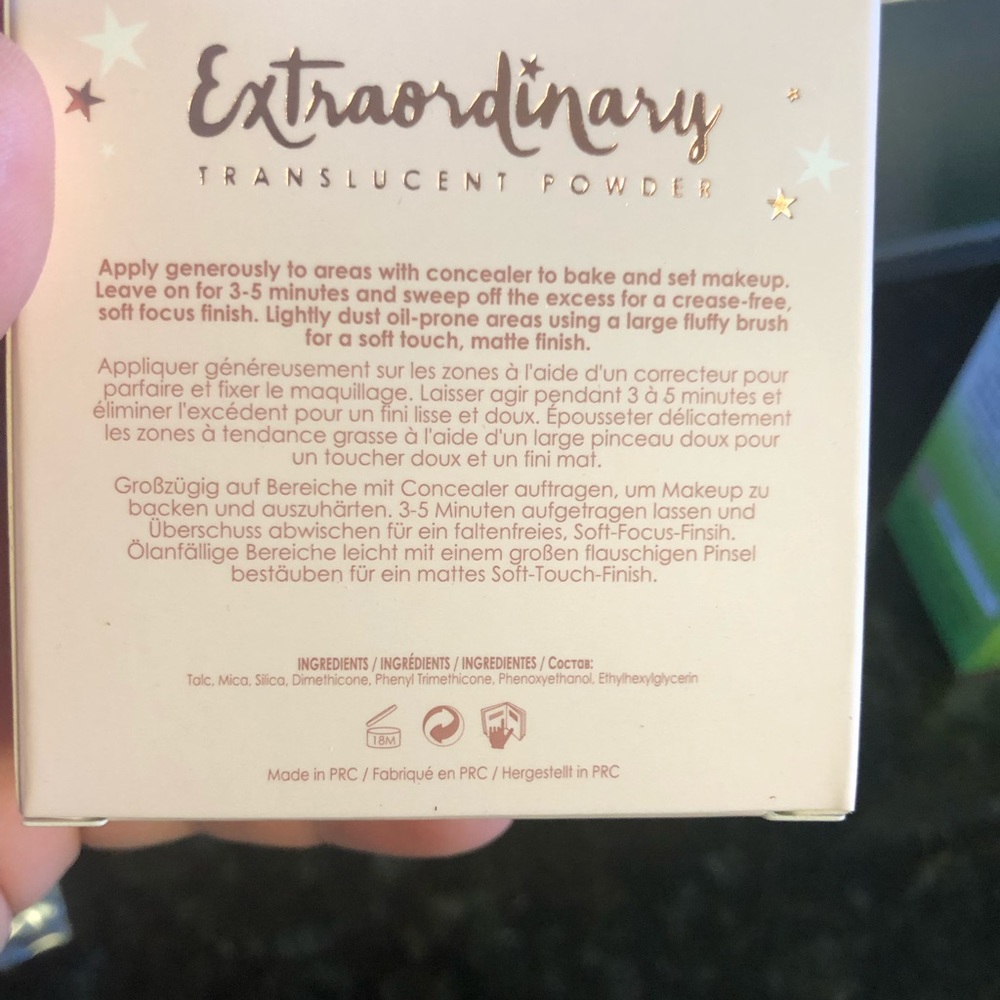 Extraordinary
TRANSLUCENT POWDER
Apply generously to areas with concealer to bake and set makeup.
Leave on for 3-5 minutes and sweep off the excess for a crease-free,
soft focus finish. Lightly dust oil-prone areas using a large fluffy brush
for a soft touch, matte finish.
Appliquer généreusement sur les zones à l'aide d'un correcteur pour
parfaire et fixer le maquillage. Laisser agir pendant 3 à 5 minutes et
éliminer l'excédent pour un fini lisse et doux. Épousseter délicatement
les zones à tendance grasse à l'aide d'un large pinceau doux pour
un toucher doux et un fini mat.
Großzügig auf Bereiche mit Concealer auftragen, um Makeup zu
backen und auszuhärten. 3-5 Minuten aufgetragen lassen und
Überschuss abwischen für ein faltenfreies, Soft-Focus-Finsih.
Ölanfällige Bereiche leicht mit einem großen flauschigen Pinsel
bestäuben für ein mattes Soft-Touch-Finish.
INGREDIENTS / INGRÉDIENTS / INGREDIENTES / Состав:
Talc, Mica, Silica, Dimethicone, Phenyl Trimethicone, Phenoxyethanol, Ethylhexylglycerin
18M
Made in PRC / Fabriqué en PRC / Hergestellt in PRC